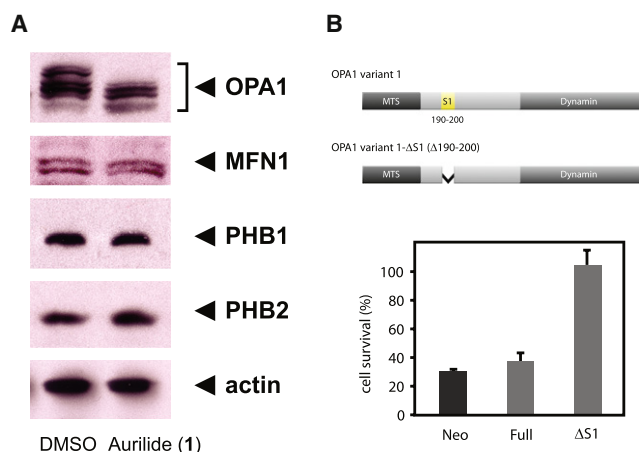 A
OPA1
MFN1
PHB1
PHB2
actin
DMSO Aurilide (1)
B
OPA1 variant 1
MTS S1 Dynamin
190-200
OPA1 variant 1-ΔS1 (Δ190-200)
MTS Dynamin
cell survival (%)
100
80
60
40
20
0
Neo Full ΔS1